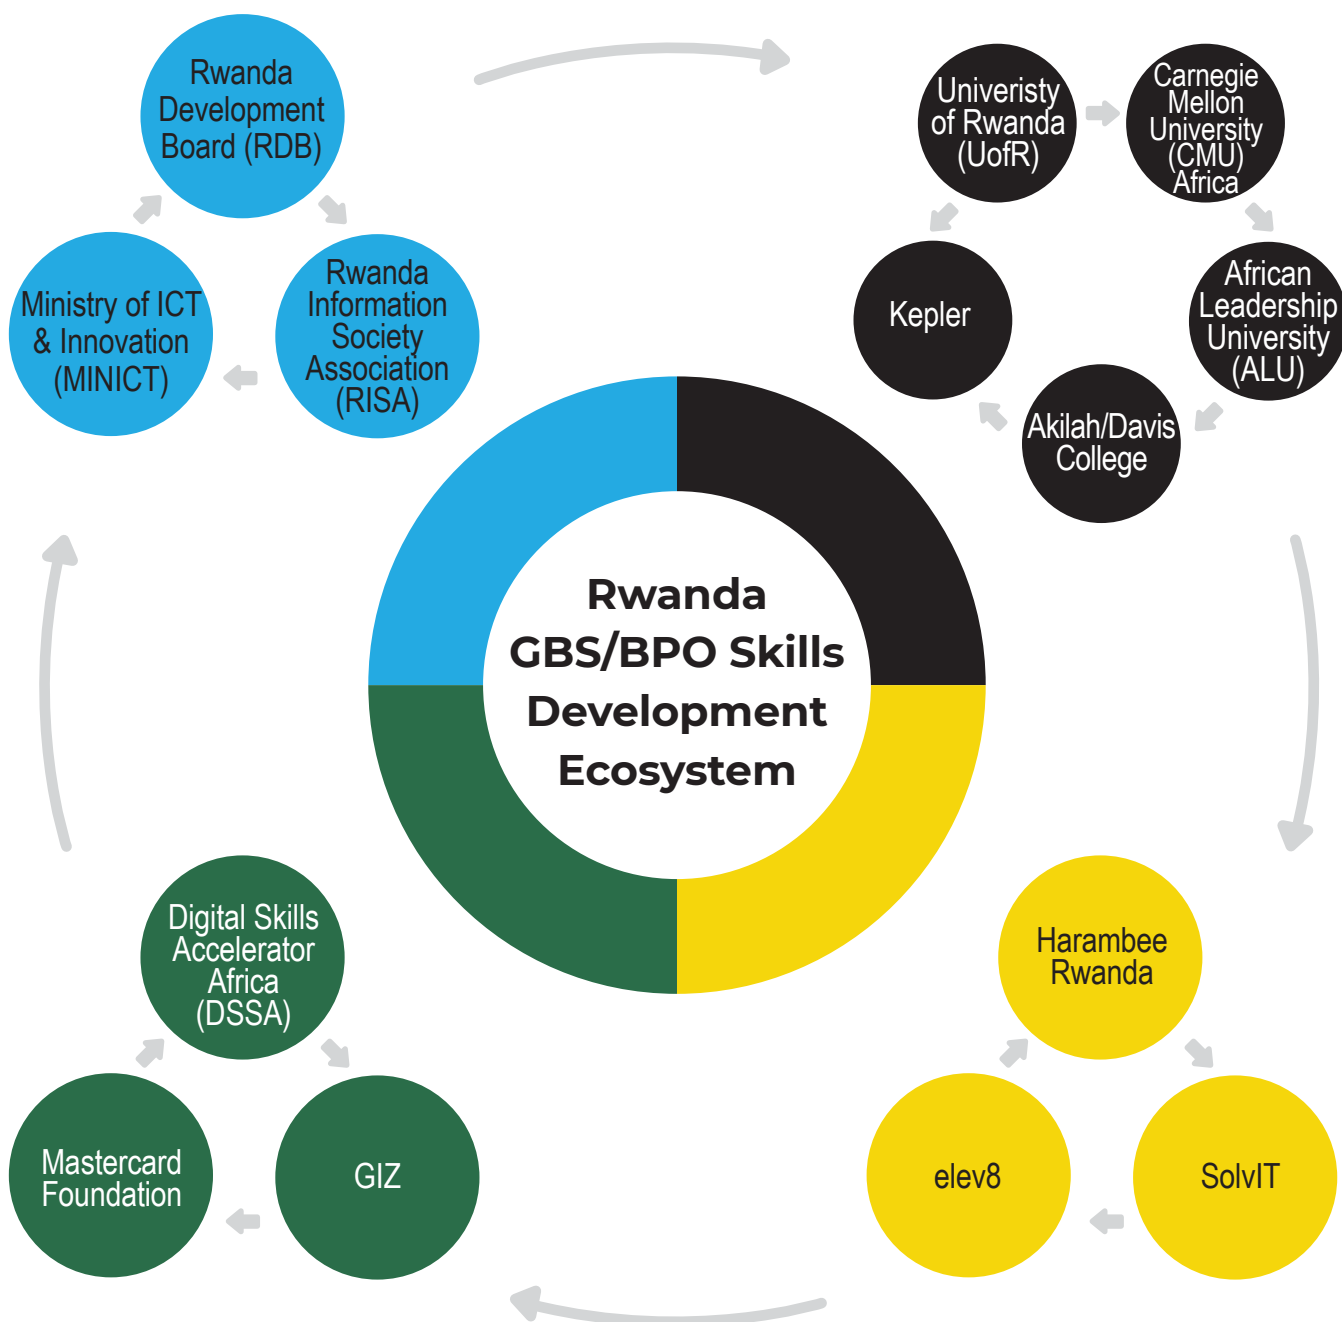 Rwanda
Development
Board (RDB)
Ministry of ICT
& Innovation
(MINICT)
Rwanda
Information
Society
Association
(RISA)
Univeristy
of Rwanda
(UofR)
Carnegie
Mellon
University
(CMU)
Africa
Kepler
African
Leadership
University
(ALU)
Akilah/Davis
College
Rwanda
GBS/BPO Skills
Development
Ecosystem
Digital Skills
Accelerator
Africa
(DSSA)
Mastercard
Foundation
GIZ
Harambee
Rwanda
elev8
SolvIT